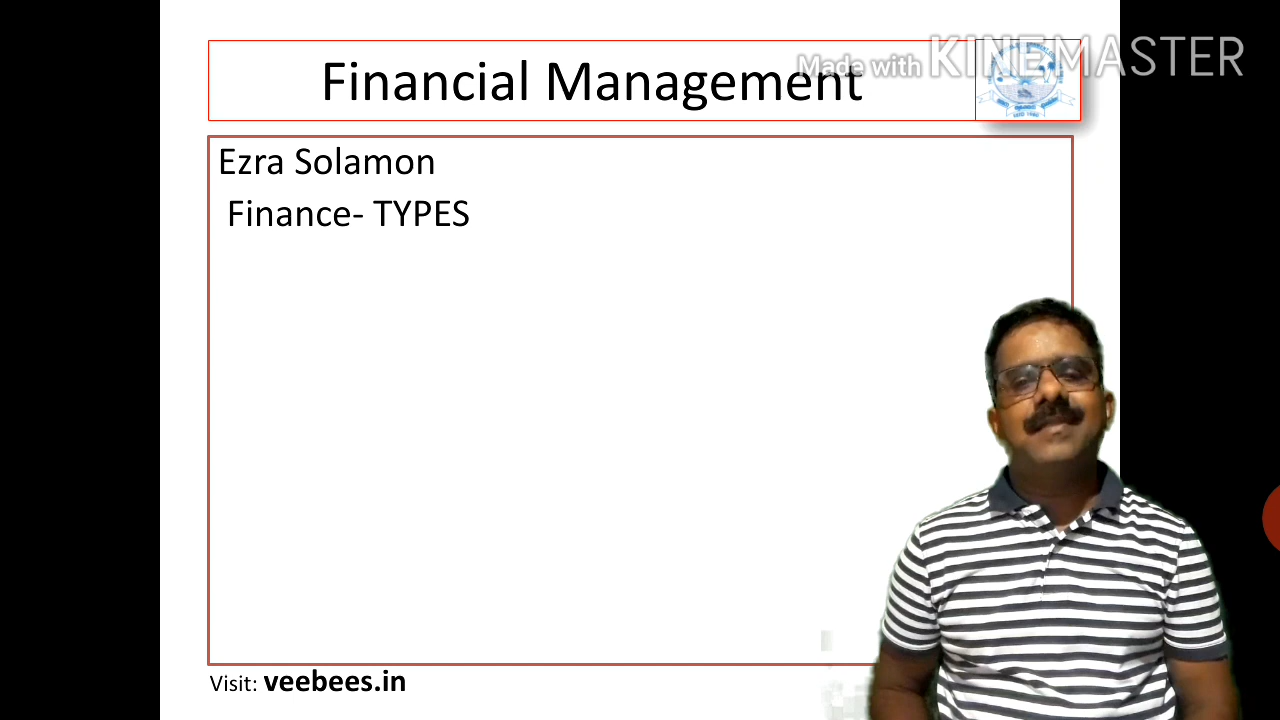 Made with KINEMASTER
Financial Management
Ezra Solamon
Finance- TYPES
Visit: veebees.in